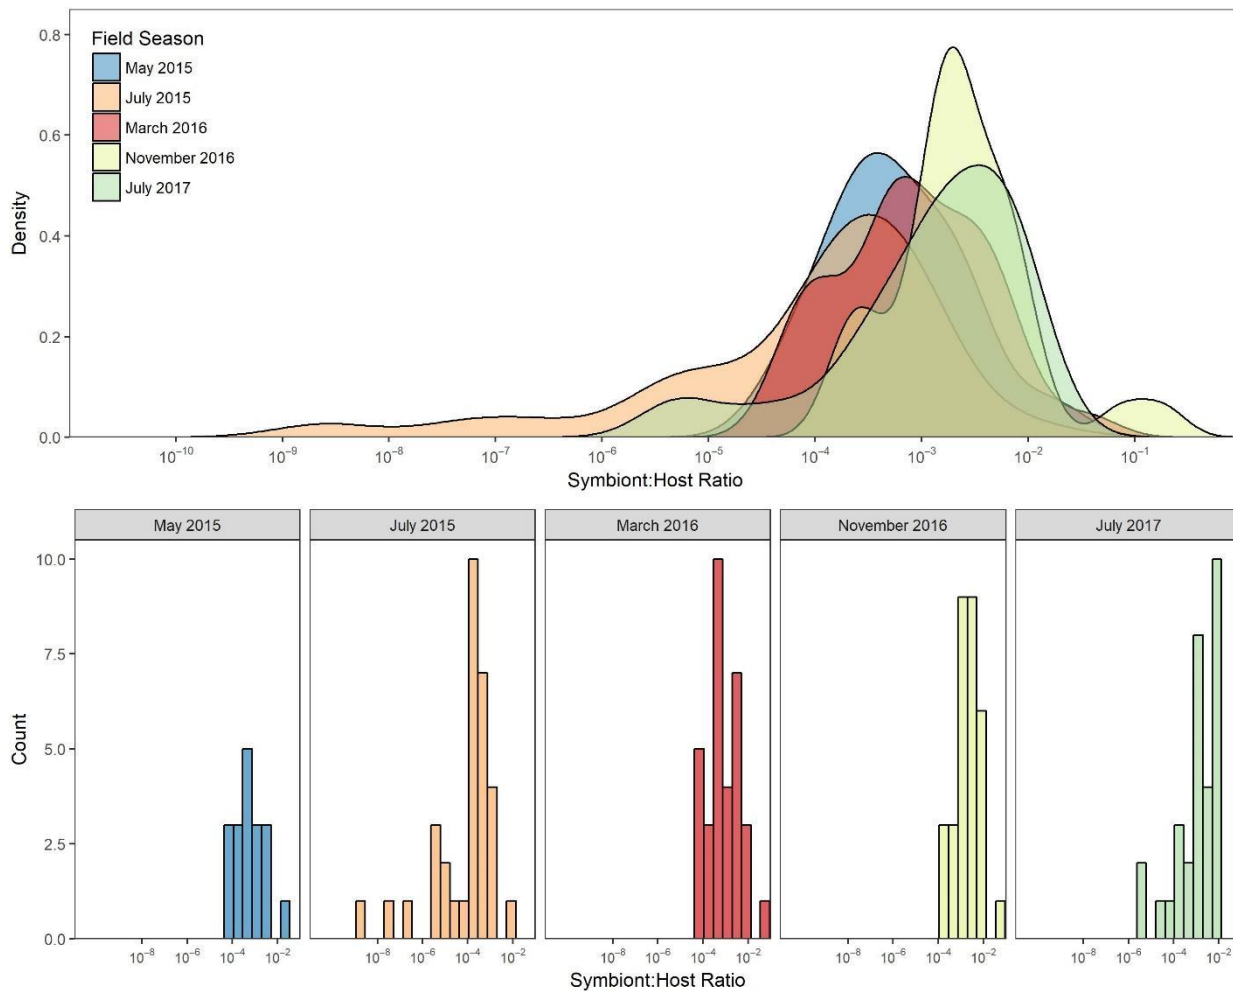 Field Season
May 2015
July 2015
March 2016
November 2016
July 2017
Density
0.8
0.6
0.4
0.2
0.0
10⁻¹⁰ 10⁻⁹ 10⁻⁸ 10⁻⁷ 10⁻⁶ 10⁻⁵ 10⁻⁴ 10⁻³ 10⁻² 10⁻¹
Symbiont:Host Ratio
May 2015 July 2015 March 2016 November 2016 July 2017
Count
10.0
7.5
5.0
2.5
0.0
10⁻⁸ 10⁻⁶ 10⁻⁴ 10⁻² 10⁻⁸ 10⁻⁶ 10⁻⁴ 10⁻² 10⁻⁸ 10⁻⁶ 10⁻⁴ 10⁻² 10⁻⁸ 10⁻⁶ 10⁻⁴ 10⁻² 10⁻⁸ 10⁻⁶ 10⁻⁴ 10⁻²
Symbiont:Host Ratio